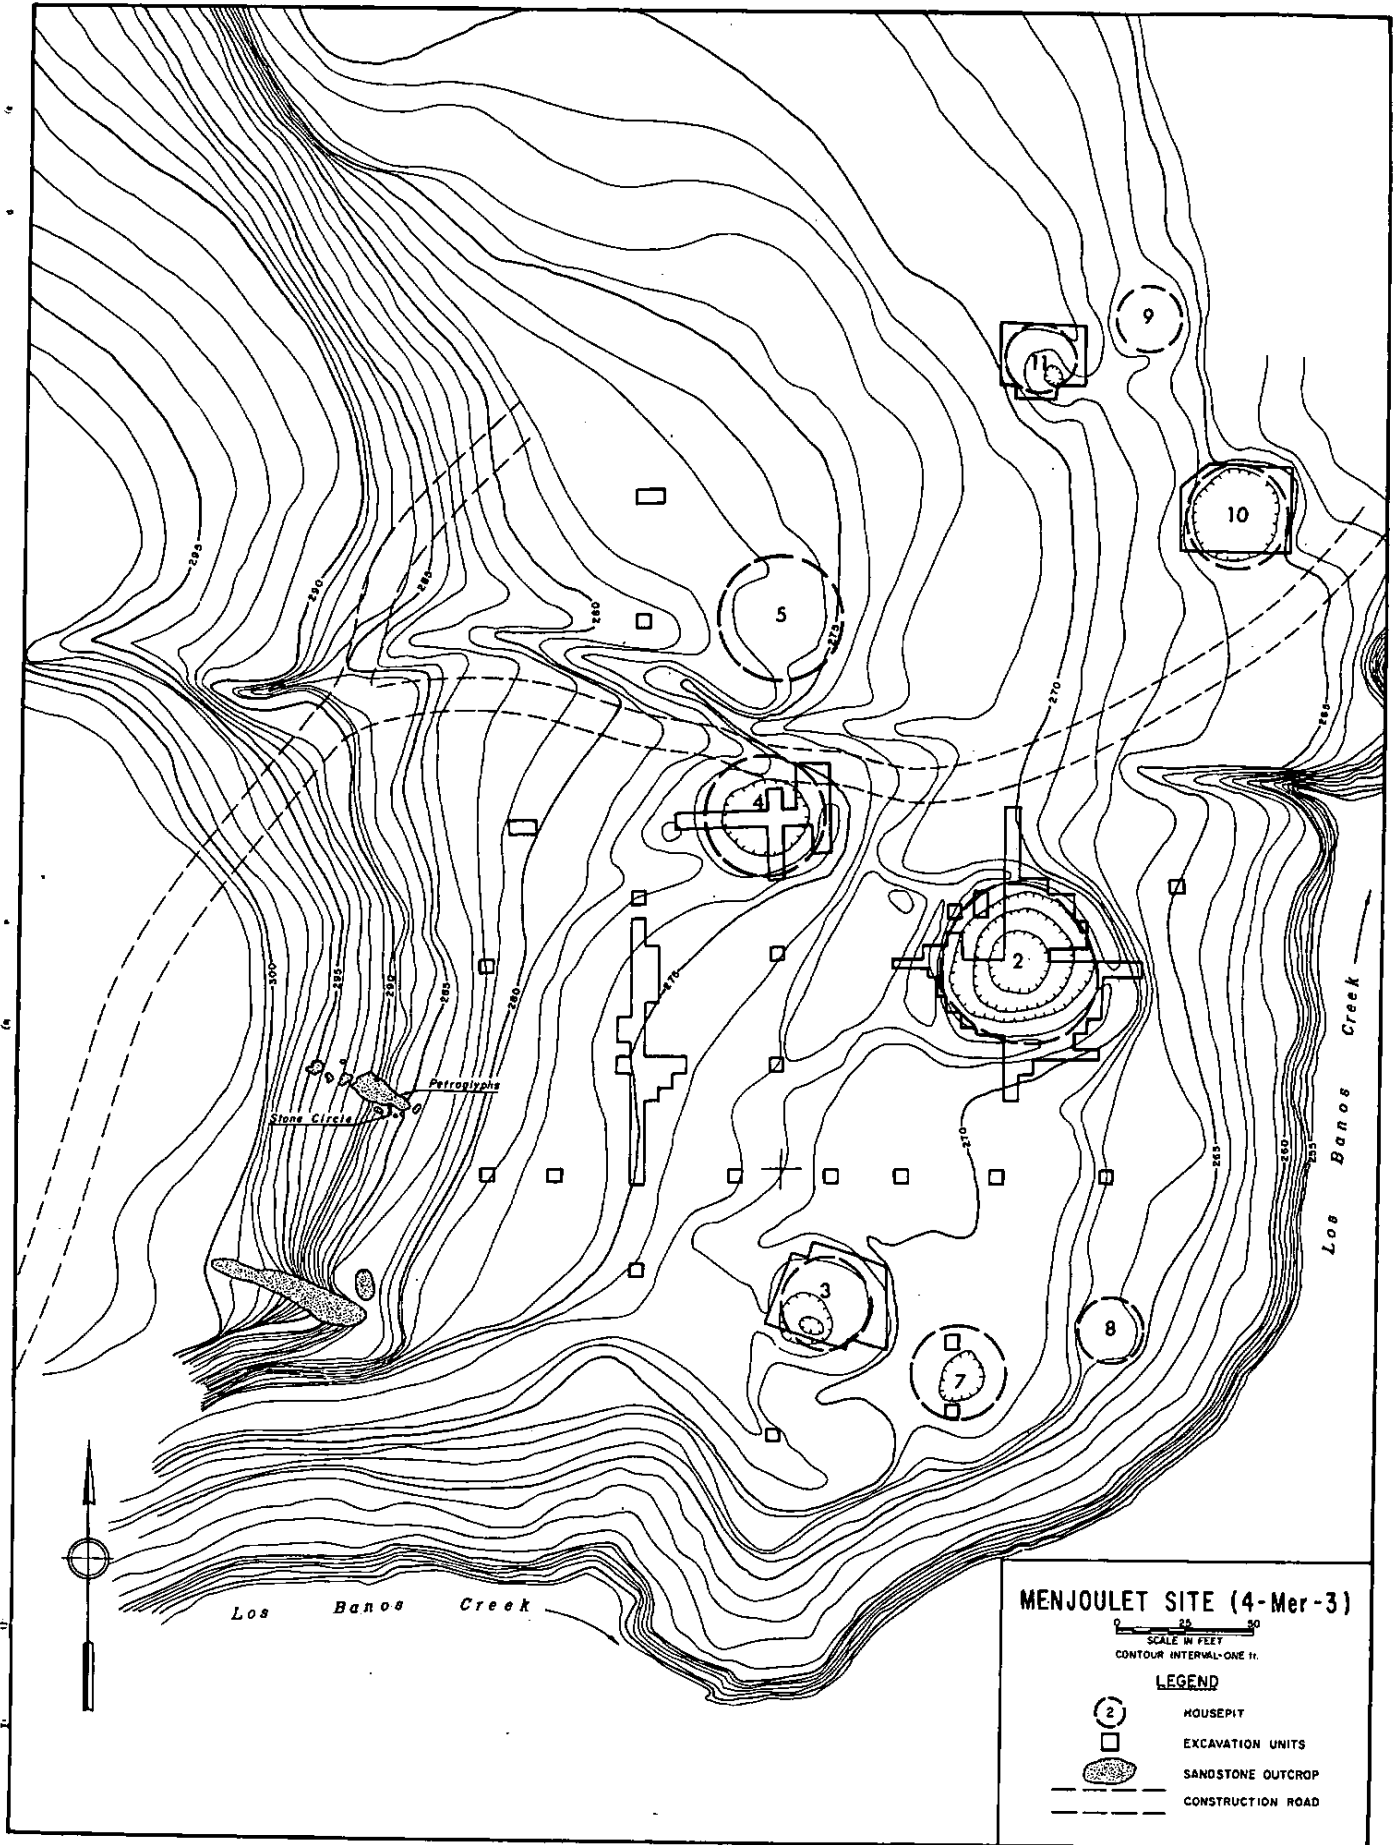 9
11
10
295
290
285
280
5
275
270
265
4
2
300
295
290
285
280
275
Petroglyphs
Stone Circle
270
265
260
255
Los Banos Creek
3
8
7
Los Banos Creek
MENJOULET SITE (4-Mer-3)
0 25 50
SCALE IN FEET
CONTOUR INTERVAL-ONE ft.
LEGEND
2 HOUSEPIT
EXCAVATION UNITS
SANDSTONE OUTCROP
CONSTRUCTION ROAD